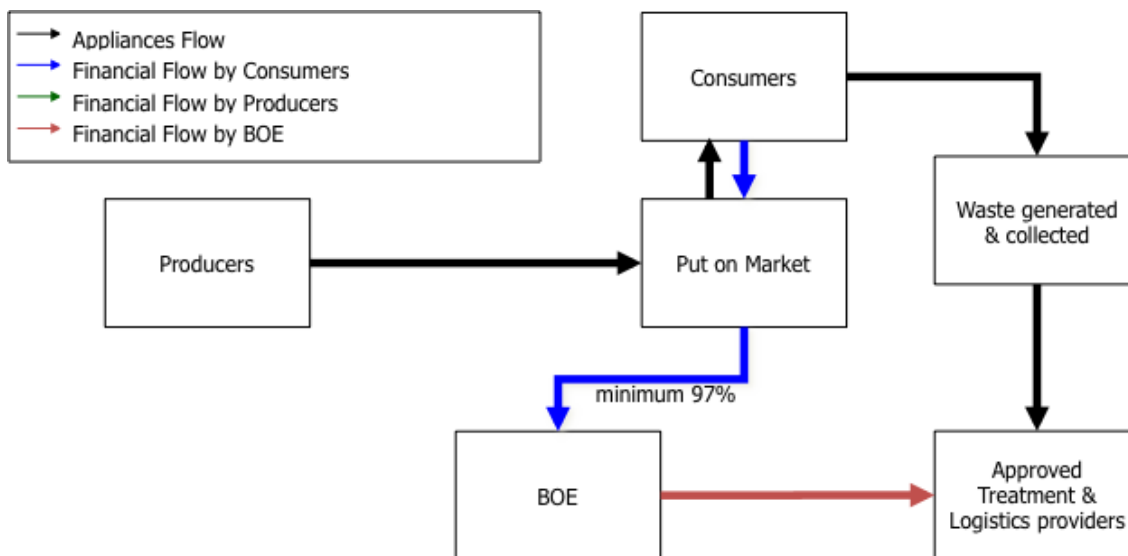 Appliances Flow
Financial Flow by Consumers
Financial Flow by Producers
Financial Flow by BOE
Consumers
Waste generated
& collected
Producers
Put on Market
minimum 97%
BOE
Approved
Treatment &
Logistics providers